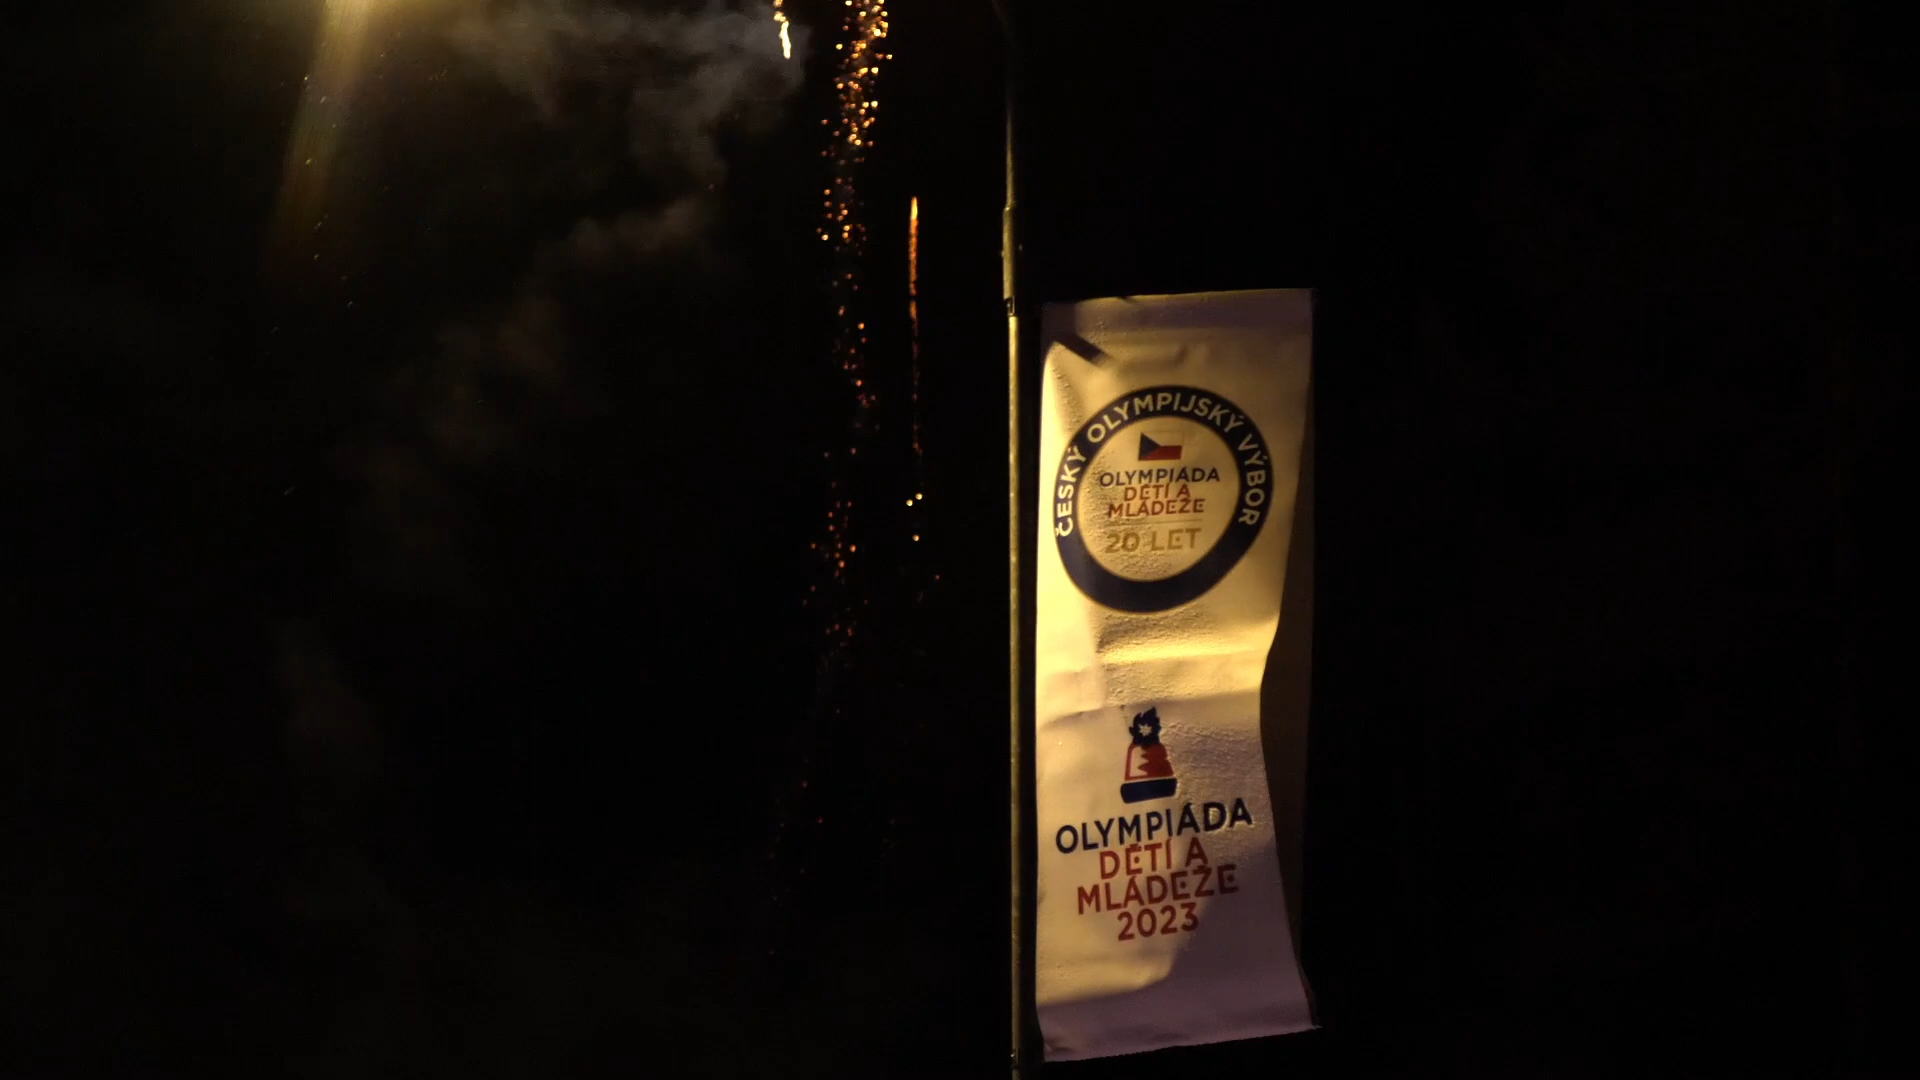 ČESKÝ OLYMPIJSKÝ VÝBOR
OLYMPIÁDA
DĚTÍ A
MLÁDEŽE
20 LET
OLYMPIÁDA
DĚTÍ A
MLÁDEŽE
2023